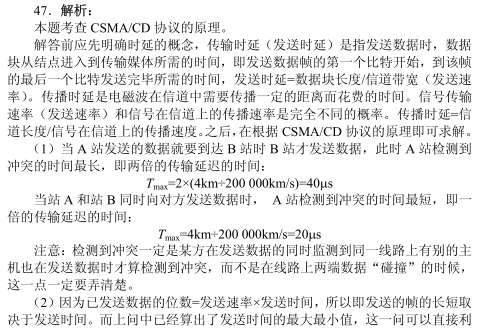 47．解析：
本题考查 CSMA/CD 协议的原理。
解答前应先明确时延的概念，传输时延（发送时延）是指发送数据时，数据
块从结点进入到传输媒体所需的时间，即发送数据帧的第一个比特开始，到该帧
的最后一个比特发送完毕所需的时间，发送时延=数据块长度/信道带宽（发送速
率）。传播时延是电磁波在信道中需要传播一定的距离而花费的时间。信号传输
速率（发送速率）和信号在信道上的传播速率是完全不同的概率。传播时延=信
道长度/信号在信道上的传播速度。之后，在根据 CSMA/CD 协议的原理即可求解。
（1）当 A 站发送的数据就要到达 B 站时 B 站才发送数据，此时 A 站检测到
冲突的时间最长，即两倍的传输延迟的时间：
Tmax=2×(4km÷200 000km/s)=40μs
当站 A 和站 B 同时向对方发送数据时， A 站检测到冲突的时间最短，即一
倍的传输延迟的时间：
Tmax=4km÷200 000km/s=20μs
注意：检测到冲突一定是某方在发送数据的同时监测到同一线路上有别的主
机也在发送数据时才算检测到冲突，而不是在线路上两端数据“碰撞”的时候，
这一点一定要弄清楚。
（2）因为已发送数据的位数=发送速率×发送时间，所以即发送的帧的长短取
决于发送时间。而上问中已经算出了发送时间的最大最小值，这一问可以直接利